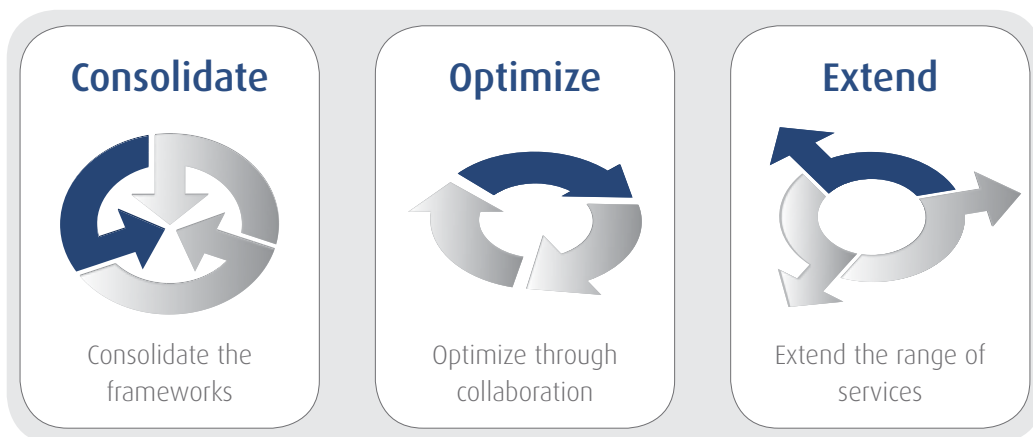 Consolidate
Consolidate the
frameworks
Optimize
Optimize through
collaboration
Extend
Extend the range of
services